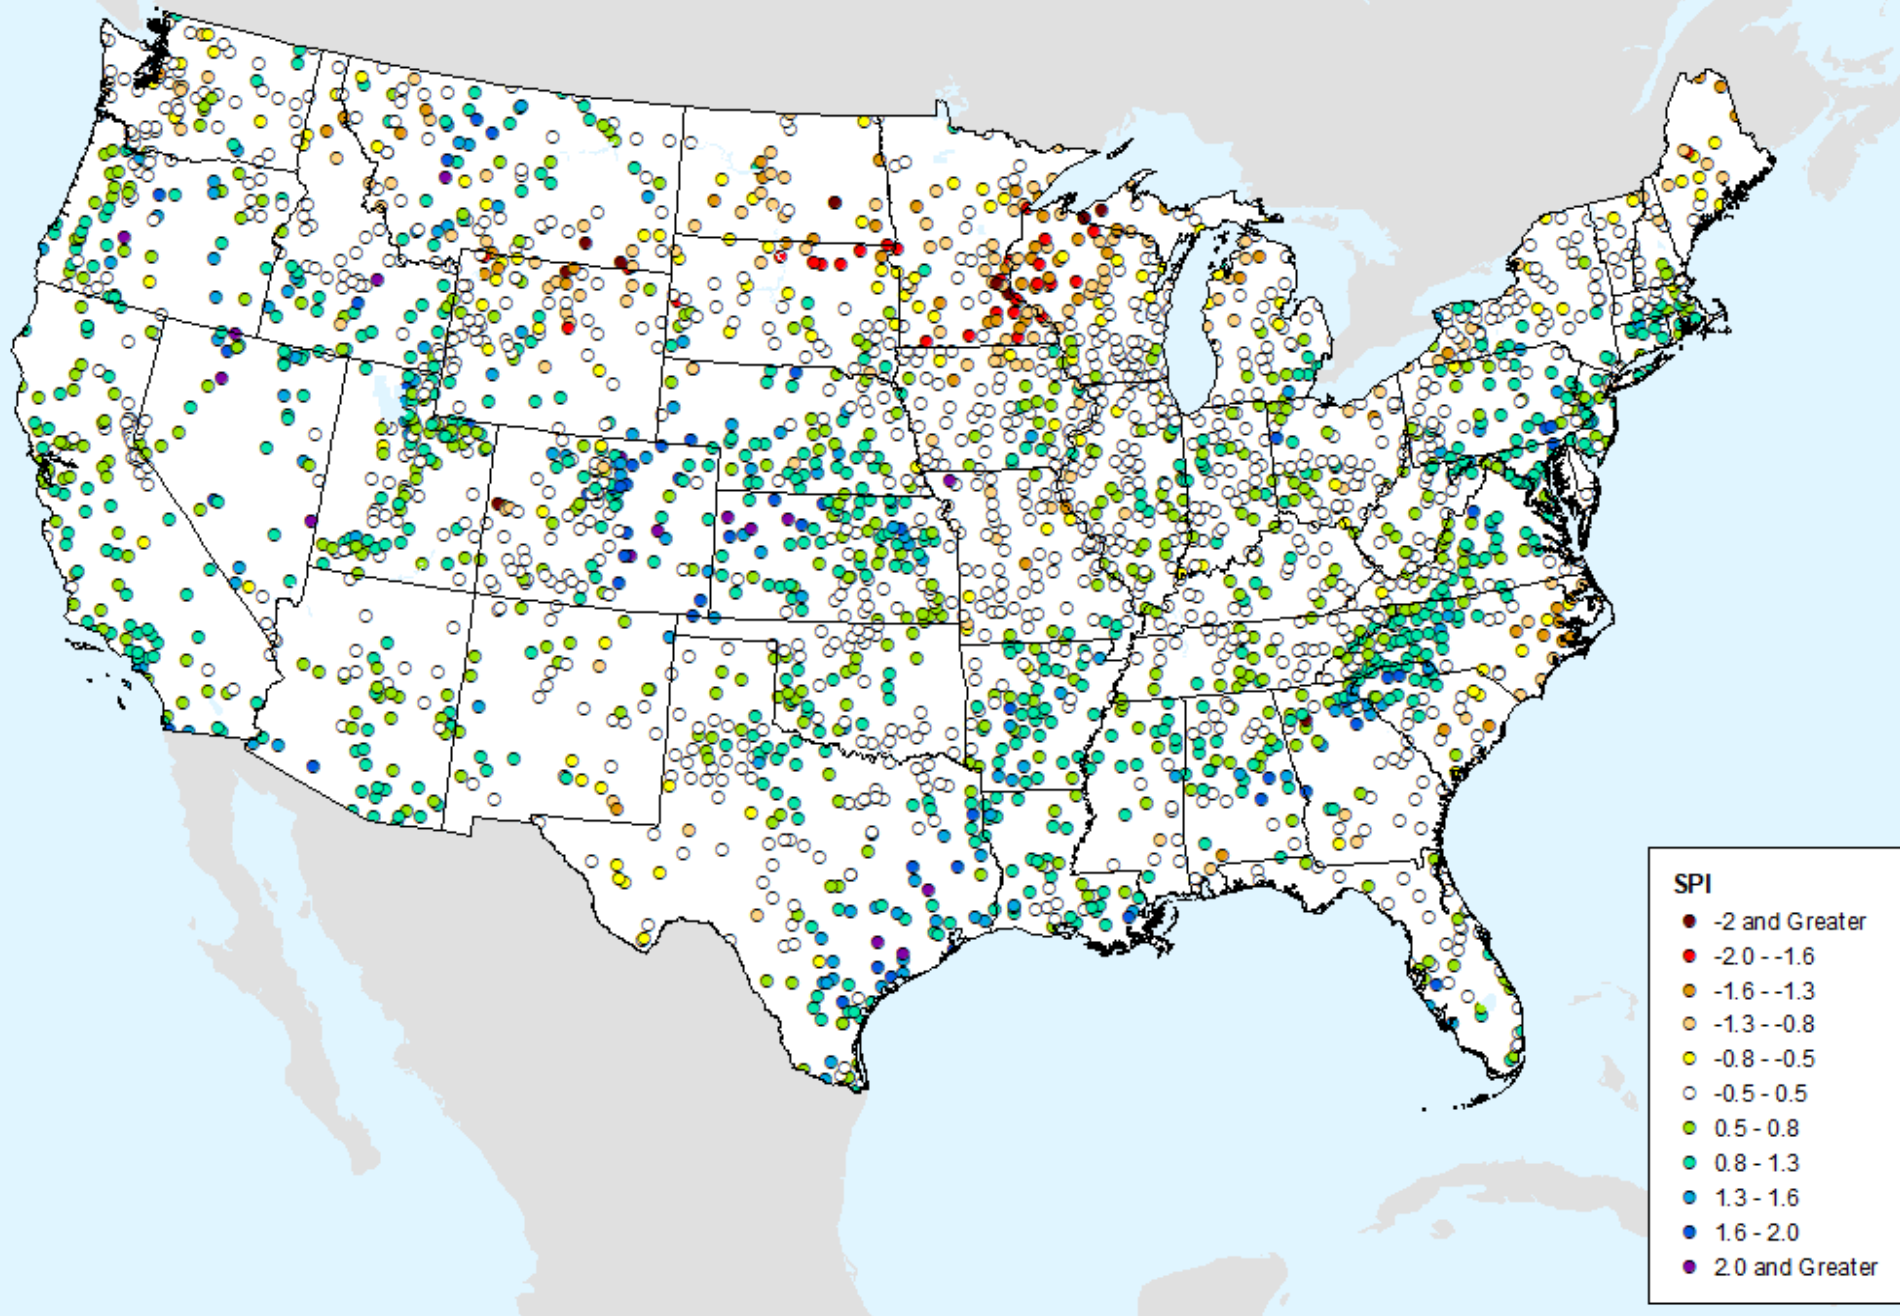 SPI
-2 and Greater
-2.0 - -1.6
-1.6 - -1.3
-1.3 - -0.8
-0.8 - -0.5
-0.5 - 0.5
0.5 - 0.8
0.8 - 1.3
1.3 - 1.6
1.6 - 2.0
2.0 and Greater